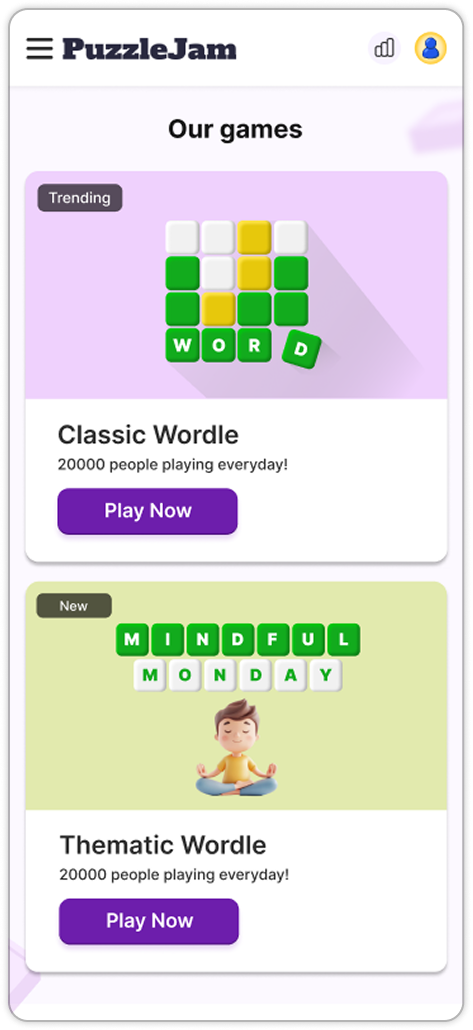 PuzzleJam
Our games
Trending
W O R D
Classic Wordle
20000 people playing everyday!
Play Now
New
M I N D F U L
M O N D A Y
Thematic Wordle
20000 people playing everyday!
Play Now